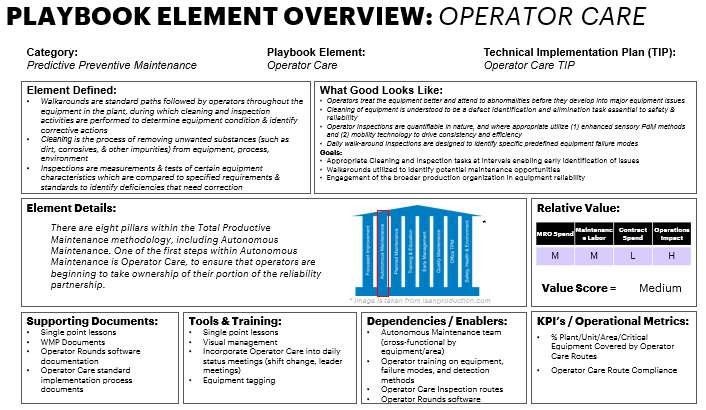 PLAYBOOK ELEMENT OVERVIEW: OPERATOR CARE
Category:
Predictive Preventive Maintenance
Playbook Element:
Operator Care
Technical Implementation Plan (TIP):
Operator Care TIP
Element Defined:
• Walkarounds are standard paths followed by operators throughout the
equipment in the plant, during which cleaning and inspection
activities are performed to determine equipment condition & identify
corrective actions
• Cleaning is the process of removing unwanted substances (such as
dirt, corrosives, & other impurities) from equipment, process,
environment
• Inspections are measurements & tests of certain equipment
characteristics which are compared to specified requirements &
standards to identify deficiencies that need correction
What Good Looks Like:
• Operators treat the equipment better and attend to abnormalities before they develop into major equipment issues
• Cleaning of equipment is understood to be a defect identification and elimination task essential to safety &
reliability
• Operator inspections are quantifiable in nature, and where appropriate utilize (1) enhanced sensory PdM methods
and (2) mobility technology to drive consistency and efficiency
• Daily walk-around inspections are designed to identify specific predefined equipment failure modes
Goals:
• Appropriate Cleaning and Inspection tasks at intervals enabling early identification of issues
• Walkarounds utilized to identify potential maintenance opportunities
• Engagement of the broader production organization in equipment reliability
Element Details:
There are eight pillars within the Total Productive
Maintenance methodology, including Autonomous
Maintenance. One of the first steps within Autonomous
Maintenance is Operator Care, to ensure that operators are
beginning to take ownership of their portion of the reliability
partnership.
Focused Improvement
Autonomous Maintenance
Planned Maintenance
Training & Education
Early Management
Quality Maintenance
Office TPM
Safety, Health & Environment
*
* Image is taken from leanproduction.com
Relative Value:
MRO Spend
Maintenanc
e Labor
Contract
Spend
Operations
Impact
M M L H
Value Score = Medium
Supporting Documents:
• Single point lessons
• WMP Documents
• Operator Rounds software
documentation
• Operator Care standard
implementation process
documents
Tools & Training:
• Single point lessons
• Visual management
• Incorporate Operator Care into daily
status meetings (shift change, leader
meetings)
• Equipment tagging
Dependencies / Enablers:
• Autonomous Maintenance team
(cross-functional by
equipment/area)
• Operator training on equipment,
failure modes, and detection
methods
• Operator Care Inspection routes
• Operator Rounds software
KPI's / Operational Metrics:
• % Plant/Unit/Area/Critical
Equipment Covered by Operator
Care Routes
• Operator Care Route Compliance